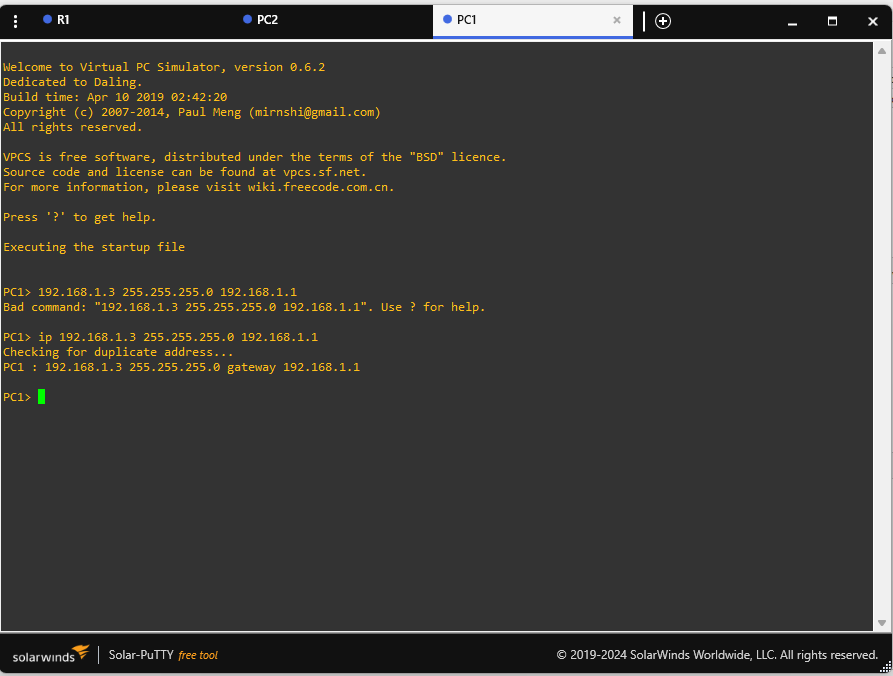 R1
PC2
PC1
Welcome to Virtual PC Simulator, version 0.6.2
Dedicated to Daling.
Build time: Apr 10 2019 02:42:20
Copyright (c) 2007-2014, Paul Meng (mirnshi@gmail.com)
All rights reserved.
VPCS is free software, distributed under the terms of the "BSD" licence.
Source code and license can be found at vpcs.sf.net.
For more information, please visit wiki.freecode.com.cn.
Press '?' to get help.
Executing the startup file
PC1> 192.168.1.3 255.255.255.0 192.168.1.1
Bad command: "192.168.1.3 255.255.255.0 192.168.1.1". Use ? for help.
PC1> ip 192.168.1.3 255.255.255.0 192.168.1.1
Checking for duplicate address...
PC1 : 192.168.1.3 255.255.255.0 gateway 192.168.1.1
PC1>
solarwinds Solar-PuTTY free tool © 2019-2024 SolarWinds Worldwide, LLC. All rights reserved.